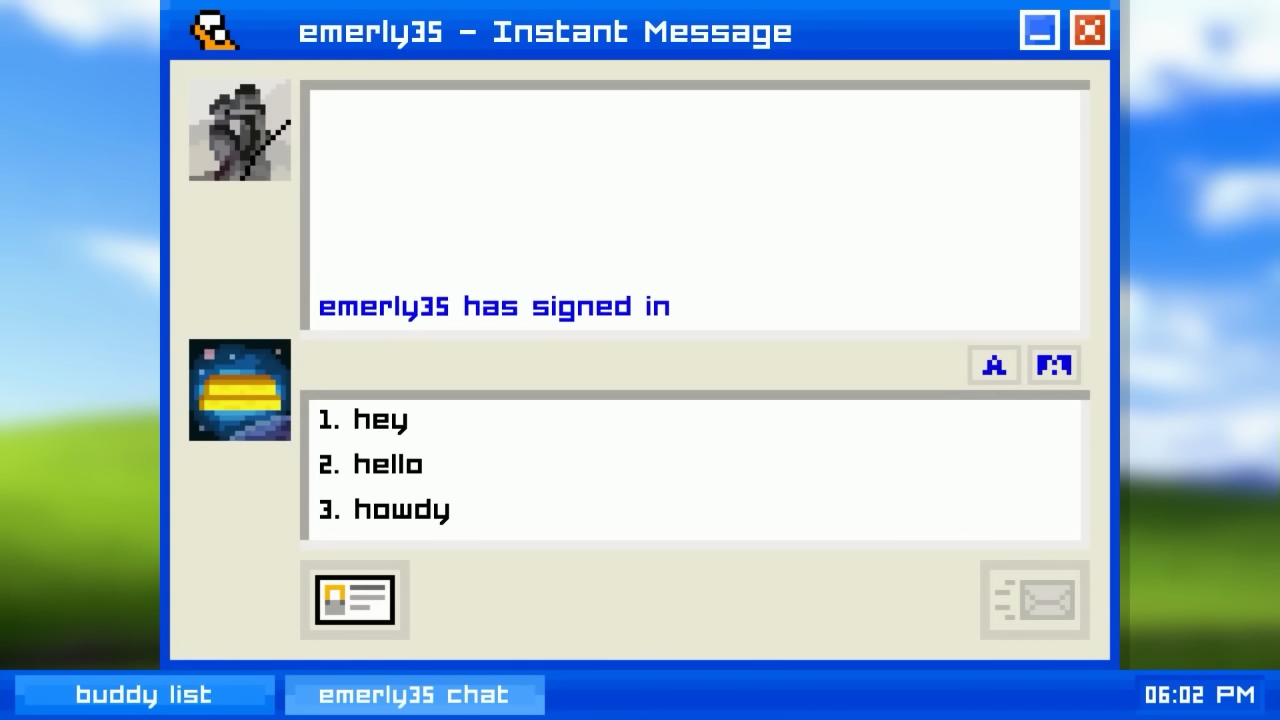 emerly35 - Instant Message
emerly35 has signed in
A
1. hey
2. hello
3. howdy
buddy list
emerly35 chat
06:02 PM